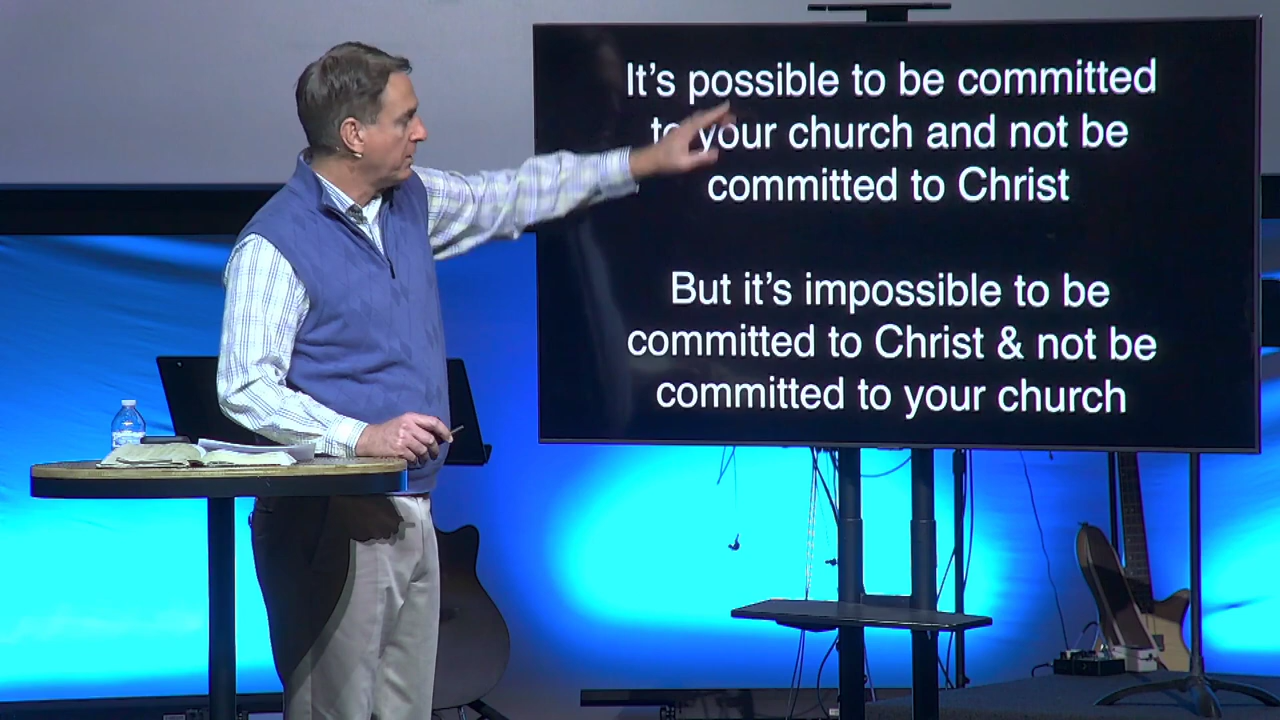 It's possible to be committed
to your church and not be
committed to Christ
But it's impossible to be
committed to Christ & not be
committed to your church